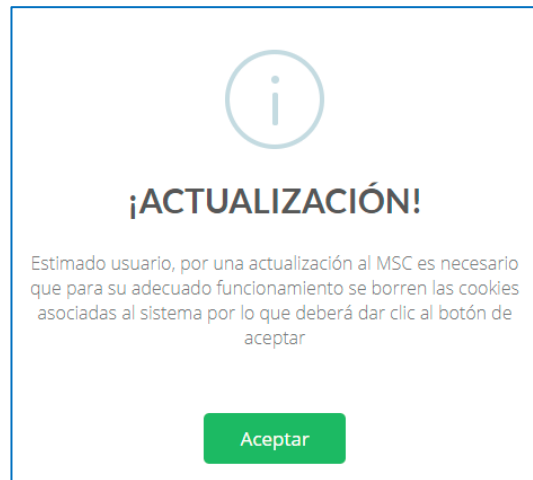 ¡ACTUALIZACIÓN!
Estimado usuario, por una actualización al MSC es necesario
que para su adecuado funcionamiento se borren las cookies
asociadas al sistema por lo que deberá dar clic al botón de
aceptar
Aceptar